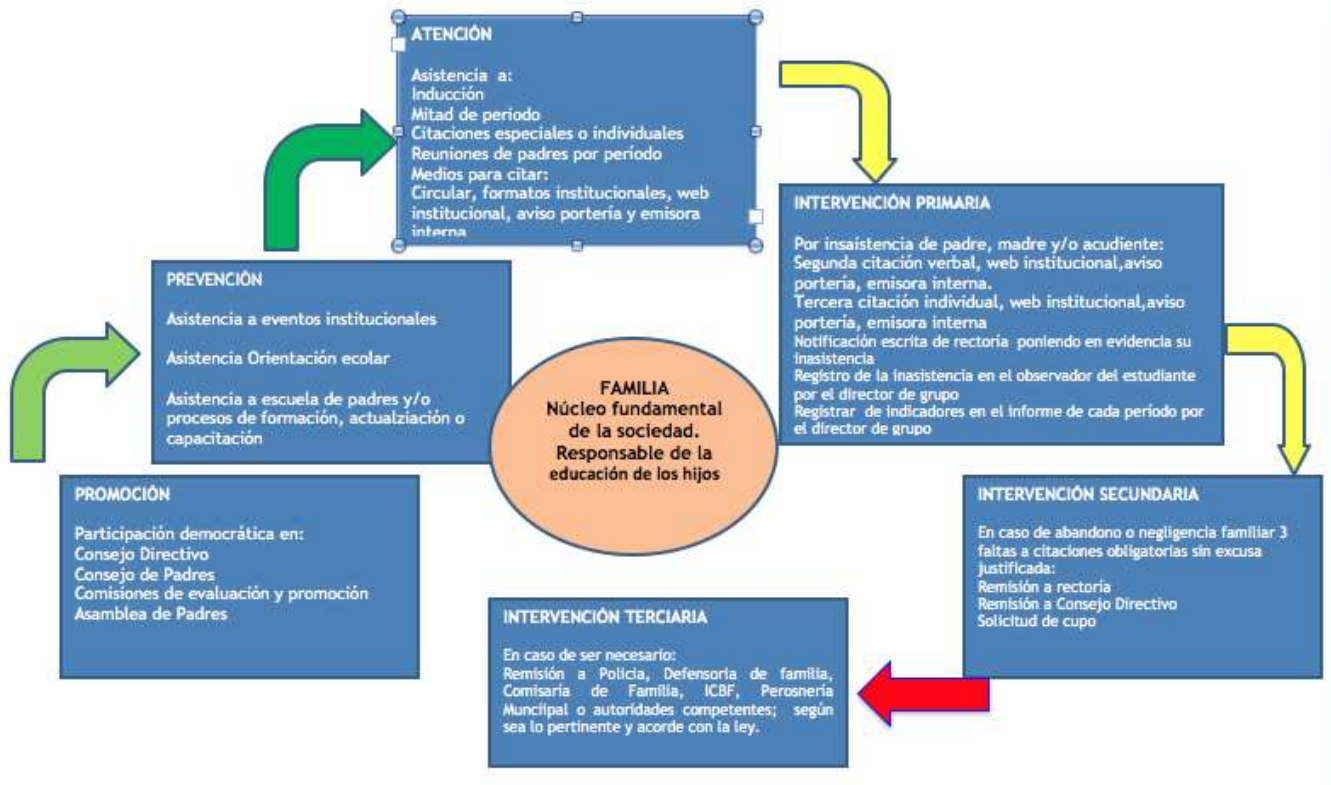 ATENCIÓN
Asistencia a:
Inducción
Mitad de periodo
Citaciones especiales o individuales
Reuniones de padres por período
Medios para citar:
Circular, formatos institucionales, web
institucional, aviso portería y emisora
interna
INTERVENCIÓN PRIMARIA
Por insaistencia de padre, madre y/o acudiente:
Segunda citación verbal, web institucional,aviso
portería, emisora interna.
Tercera citación individual, web institucional,aviso
portería, emisora interna
Notificación escrita de rectoría poniendo en evidencia su
inasistencia
Registro de la inasistencia en el observador del estudiante
por el director de grupo
Registrar de indicadores en el informe de cada período por
el director de grupo
PREVENCIÓN
Asistencia a eventos institucionales
Asistencia Orientación ecolar
Asistencia a escuela de padres y/o
procesos de formación, actualziación o
capacitación
FAMILIA
Núcleo fundamental
de la sociedad.
Responsable de la
educación de los hijos
PROMOCIÓN
Participación democrática en:
Consejo Directivo
Consejo de Padres
Comisiones de evaluación y promoción
Asamblea de Padres
INTERVENCIÓN SECUNDARIA
En caso de abandono o negligencia familiar 3
faltas a citaciones obligatorias sin excusa
justificada:
Remisión a rectoría
Remisión a Consejo Directivo
Solicitud de cupo
INTERVENCIÓN TERCIARIA
En caso de ser necesario:
Remisión a Policia, Defensoria de familia,
Comisaría de Familia, ICBF, Perosnería
Munciipal o autoridades competentes; según
sea lo pertinente y acorde con la ley.